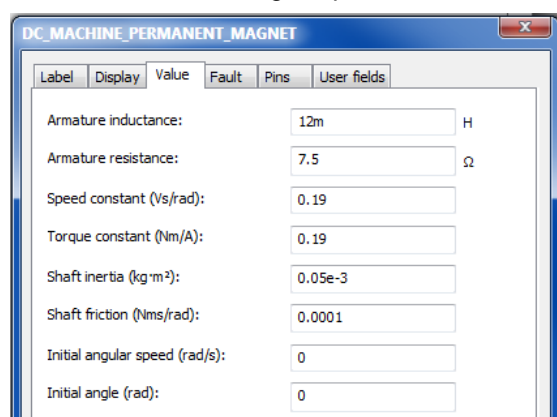 DC_MACHINE_PERMANENT_MAGNET
Label Display Value Fault Pins User fields
Armature inductance: 12m H
Armature resistance: 7.5 Ω
Speed constant (Vs/rad): 0.19
Torque constant (Nm/A): 0.19
Shaft inertia (kg·m²): 0.05e-3
Shaft friction (Nms/rad): 0.0001
Initial angular speed (rad/s): 0
Initial angle (rad): 0